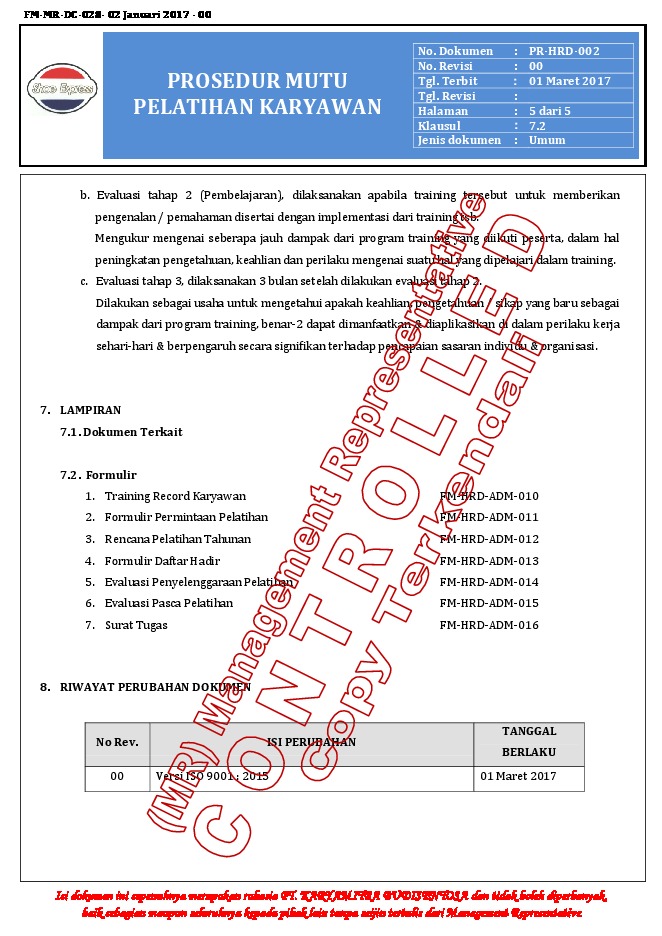 FM-MR-DC-028- 02 Januari 2017 - 00
Shoes Express
PROSEDUR MUTU
PELATIHAN KARYAWAN
No. Dokumen : PR-HRD-002
No. Revisi : 00
Tgl. Terbit : 01 Maret 2017
Tgl. Revisi :
Halaman : 5 dari 5
Klausul : 7.2
Jenis dokumen : Umum
b. Evaluasi tahap 2 (Pembelajaran), dilaksanakan apabila training tersebut untuk memberikan
pengenalan / pemahaman disertai dengan implementasi dari training tsb.
Mengukur mengenai seberapa jauh dampak dari program training yang diikuti peserta, dalam hal
peningkatan pengetahuan, keahlian dan perilaku mengenai suatu hal yang dipelajari dalam training.
c. Evaluasi tahap 3, dilaksanakan 3 bulan setelah dilakukan evaluasi tahap 2.
Dilakukan sebagai usaha untuk mengetahui apakah keahlian, pengetahuan / sikap yang baru sebagai
dampak dari program training, benar-2 dapat dimanfaatkan & diaplikasikan di dalam perilaku kerja
sehari-hari & berpengaruh secara signifikan terhadap pencapaian sasaran individu & organisasi.
7. LAMPIRAN
7.1. Dokumen Terkait
7.2. Formulir
1. Training Record Karyawan FM-HRD-ADM-010
2. Formulir Permintaan Pelatihan FM-HRD-ADM-011
3. Rencana Pelatihan Tahunan FM-HRD-ADM-012
4. Formulir Daftar Hadir FM-HRD-ADM-013
5. Evaluasi Penyelenggaraan Pelatihan FM-HRD-ADM-014
6. Evaluasi Pasca Pelatihan FM-HRD-ADM-015
7. Surat Tugas FM-HRD-ADM-016
8. RIWAYAT PERUBAHAN DOKUMEN
No Rev. ISI PERUBAHAN TANGGAL
BERLAKU
00 Versi ISO 9001 : 2015 01 Maret 2017
(MR) Management Representative
CONTROLLED
Copy Terkendali
Isi dokumen ini sepenuhnya merupakan rahasia PT. KARYAMITRA BUDISENTOSA dan tidak boleh diperbanyak,
baik sebagian maupun seluruhnya kepada pihak lain tanpa seijin tertulis dari Management Representative